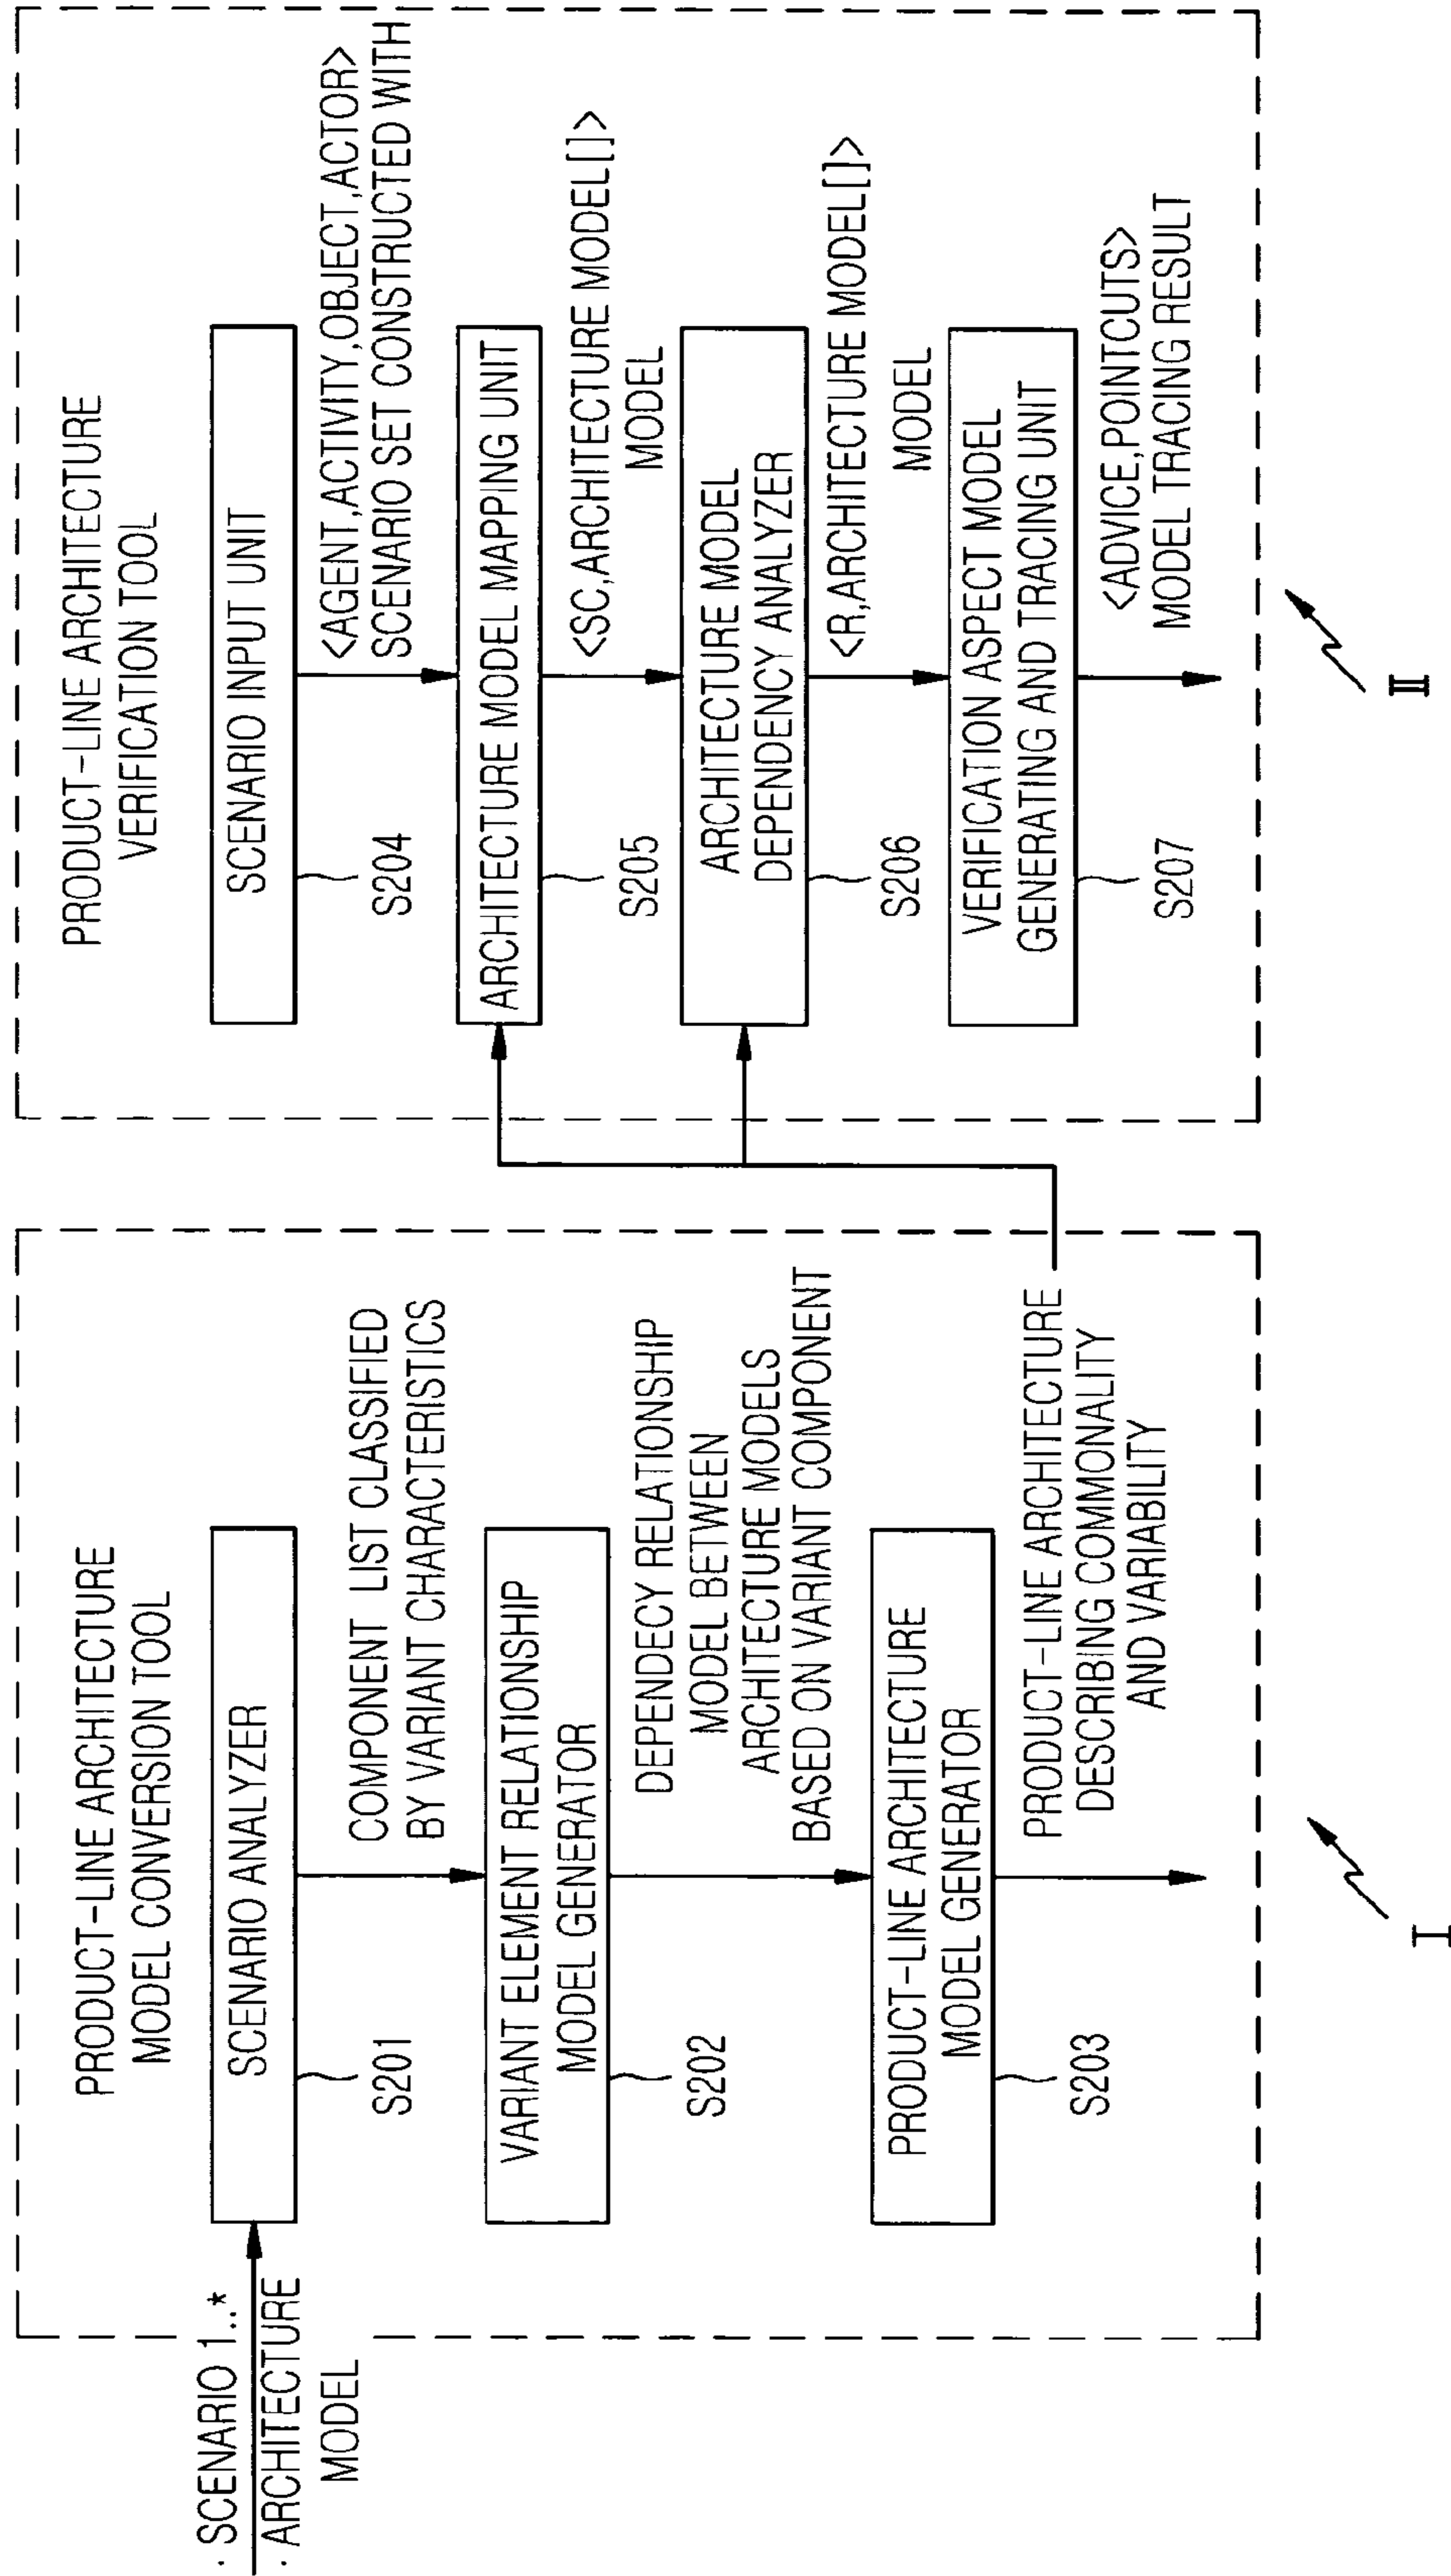 · SCENARIO 1..*
· ARCHITECTURE
MODEL
PRODUCT-LINE ARCHITECTURE
MODEL CONVERSION TOOL
SCENARIO ANALYZER
S201
COMPONENT LIST CLASSIFIED
BY VARIANT CHARACTERISTICS
VARIANT ELEMENT RELATIONSHIP
MODEL GENERATOR
S202
DEPENDECY RELATIONSHIP
MODEL BETWEEN
ARCHITECTURE MODELS
BASED ON VARIANT COMPONENT
PRODUCT-LINE ARCHITECTURE
MODEL GENERATOR
S203
PRODUCT-LINE ARCHITECTURE
DESCRIBING COMMONALITY
AND VARIABILITY
I
PRODUCT-LINE ARCHITECTURE
VERIFICATION TOOL
SCENARIO INPUT UNIT
S204
<AGENT,ACTIVITY,OBJECT,ACTOR>
SCENARIO SET CONSTRUCTED WITH
ARCHITECTURE MODEL MAPPING UNIT
S205
<SC,ARCHITECTURE MODEL[]>
MODEL
ARCHITECTURE MODEL
DEPENDENCY ANALYZER
S206
<R,ARCHITECTURE MODEL[]>
MODEL
VERIFICATION ASPECT MODEL
GENERATING AND TRACING UNIT
S207
<ADVICE,POINTCUTS>
MODEL TRACING RESULT
II